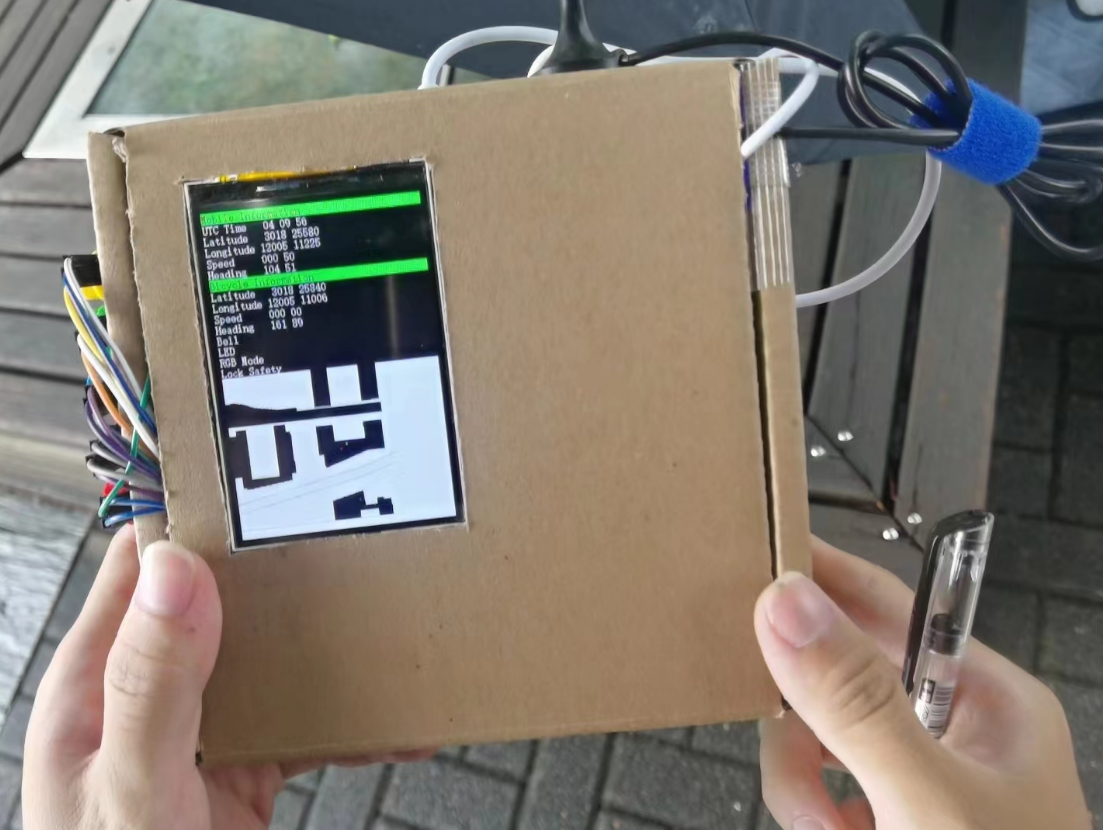 Mobile Information
UTC Time 04 09 56
Latitude 3018 25580
Longitude 12005 11225
Speed 000 50
Heading 104 51
Bicycle Information
Latitude 3018 25840
Longitude 12005 11006
Speed 000 00
Heading 161 89
Bell
LED
RGB Mode
Lock Safety